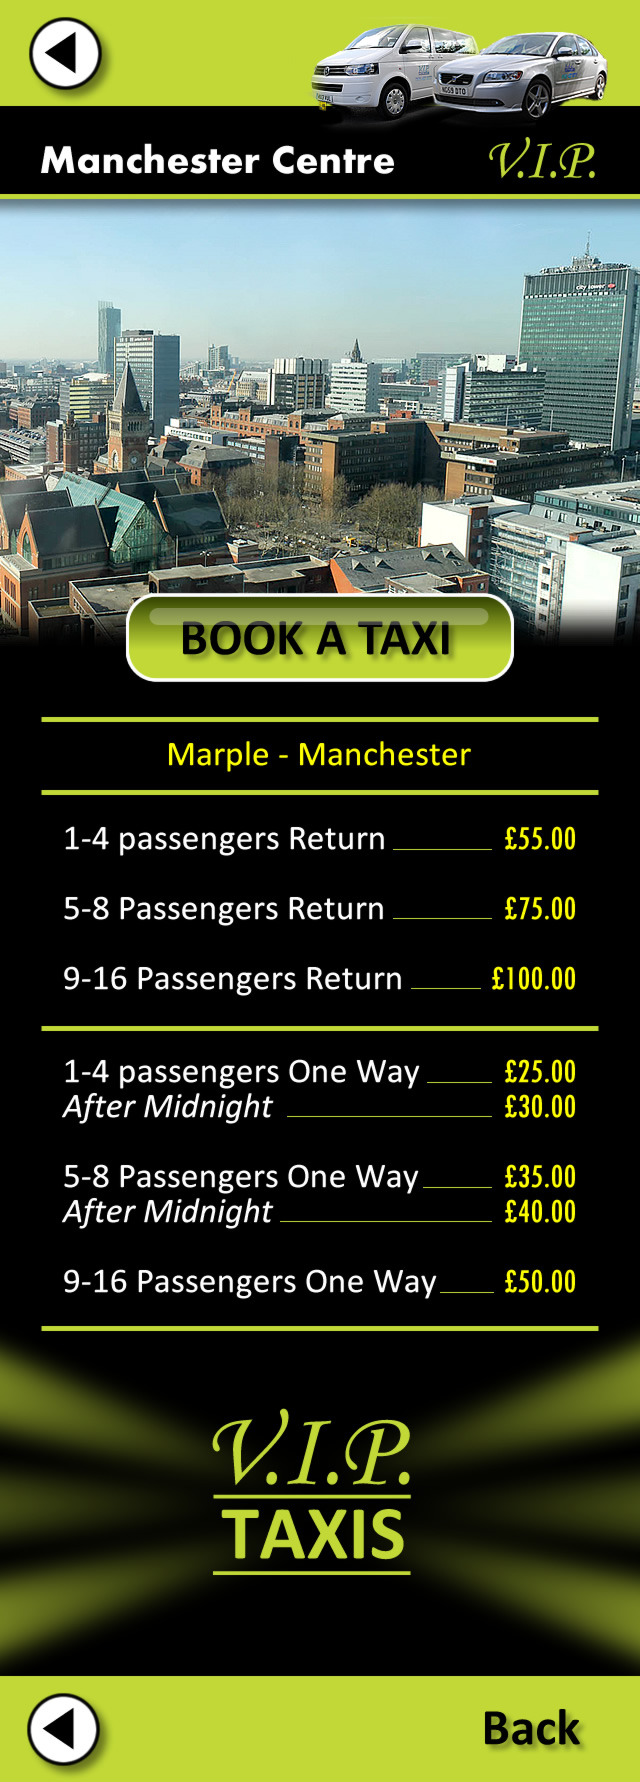 Manchester Centre V.I.P.
city tower
BOOK A TAXI
Marple - Manchester
1-4 passengers Return £55.00
5-8 Passengers Return £75.00
9-16 Passengers Return £100.00
1-4 passengers One Way £25.00
After Midnight £30.00
5-8 Passengers One Way £35.00
After Midnight £40.00
9-16 Passengers One Way £50.00
V.I.P.
TAXIS
Back